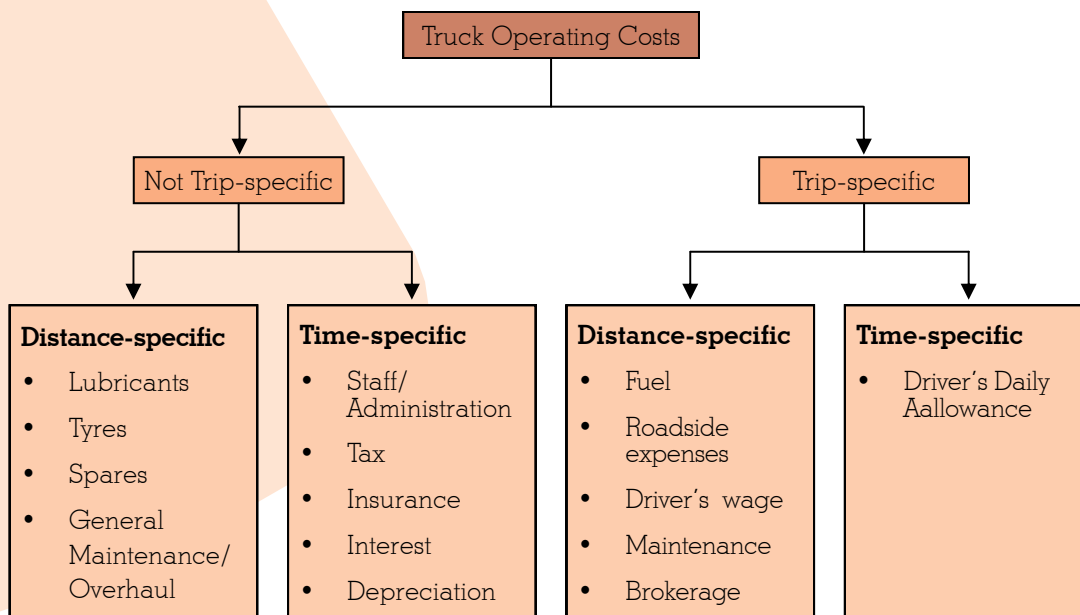 Truck Operating Costs
Not Trip-specific
Trip-specific
Distance-specific
• Lubricants
• Tyres
• Spares
• General
Maintenance/
Overhaul
Time-specific
• Staff/
Administration
• Tax
• Insurance
• Interest
• Depreciation
Distance-specific
• Fuel
• Roadside
expenses
• Driver's wage
• Maintenance
• Brokerage
Time-specific
• Driver's Daily
Aallowance